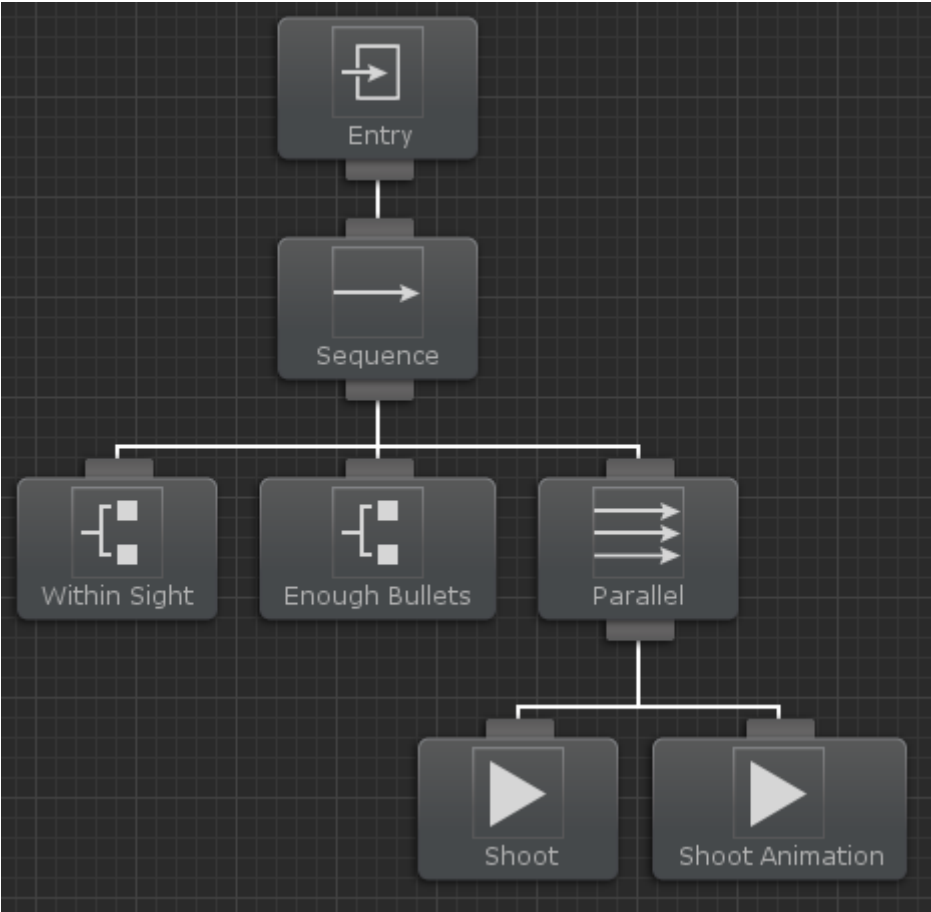 Entry
Sequence
Within Sight
Enough Bullets
Parallel
Shoot
Shoot Animation